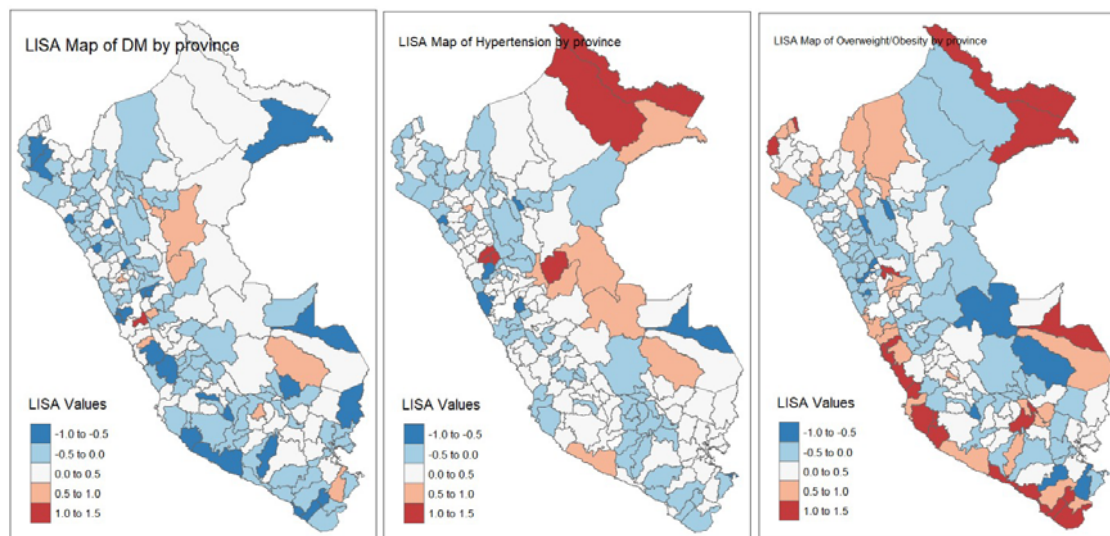 LISA Map of DM by province
LISA Values
-1.0 to -0.5
-0.5 to 0.0
0.0 to 0.5
0.5 to 1.0
1.0 to 1.5
LISA Map of Hypertension by province
LISA Values
-1.0 to -0.5
-0.5 to 0.0
0.0 to 0.5
0.5 to 1.0
1.0 to 1.5
LISA Map of Overweight/Obesity by province
LISA Values
-1.0 to -0.5
-0.5 to 0.0
0.0 to 0.5
0.5 to 1.0
1.0 to 1.5